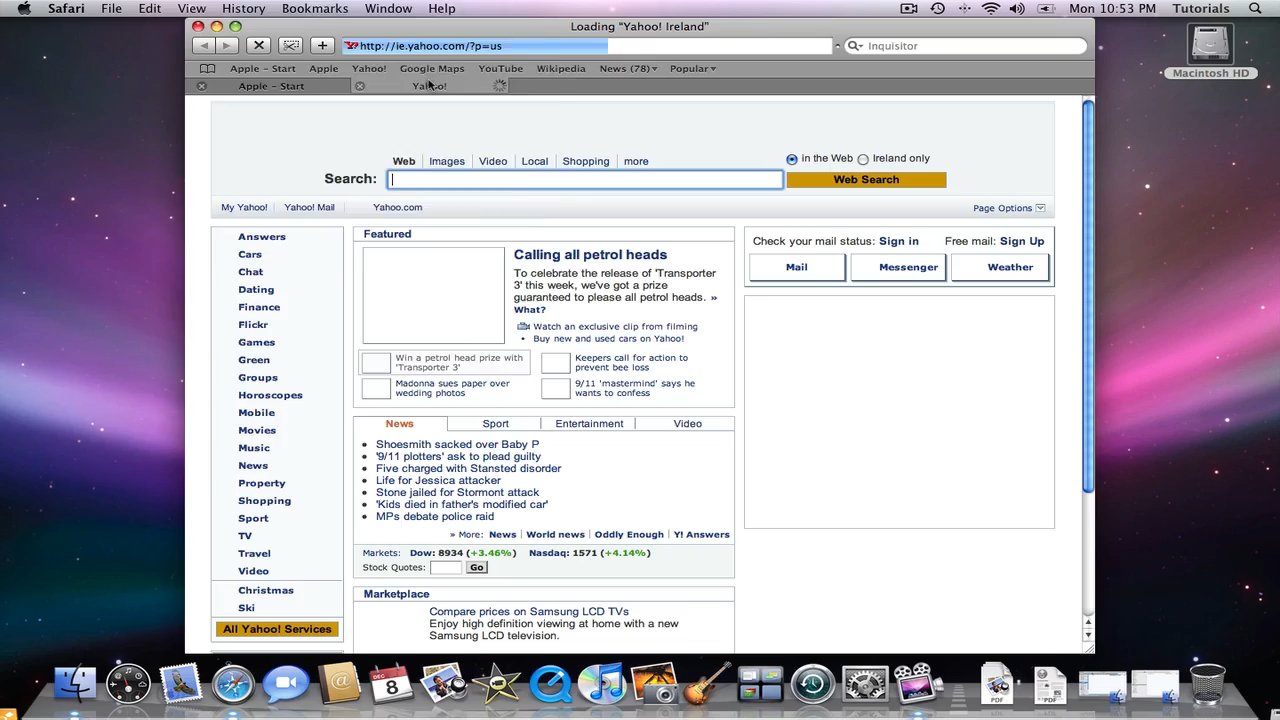 Safari File Edit View History Bookmarks Window Help Mon 10:53 PM Tutorials
Loading "Yahoo! Ireland"
http://ie.yahoo.com/?p=us Inquisitor
Apple – Start Apple Yahoo! Google Maps YouTube Wikipedia News (78) Popular
Apple – Start Yahoo!
Macintosh HD
Web Images Video Local Shopping more in the Web Ireland only
Search: Web Search
My Yahoo! Yahoo! Mail Yahoo.com Page Options
Answers
Cars
Chat
Dating
Finance
Flickr
Games
Green
Groups
Horoscopes
Mobile
Movies
Music
News
Property
Shopping
Sport
TV
Travel
Video
Christmas
Ski
All Yahoo! Services
Featured
Calling all petrol heads
To celebrate the release of 'Transporter
3' this week, we've got a prize
guaranteed to please all petrol heads. »
What?
Watch an exclusive clip from filming
• Buy new and used cars on Yahoo!
Win a petrol head prize with
'Transporter 3'
Keepers call for action to
prevent bee loss
Madonna sues paper over
wedding photos
9/11 'mastermind' says he
wants to confess
News Sport Entertainment Video
• Shoesmith sacked over Baby P
• '9/11 plotters' ask to plead guilty
• Five charged with Stansted disorder
• Life for Jessica attacker
• Stone jailed for Stormont attack
• 'Kids died in father's modified car'
• MPs debate police raid
» More: News | World news | Oddly Enough | Y! Answers
Markets: Dow: 8934 (+3.46%) Nasdaq: 1571 (+4.14%)
Stock Quotes: Go
Marketplace
Compare prices on Samsung LCD TVs
Enjoy high definition viewing at home with a new
Samsung LCD television.
Check your mail status: Sign in Free mail: Sign Up
Mail Messenger Weather
DEC
8
PDF
PDF